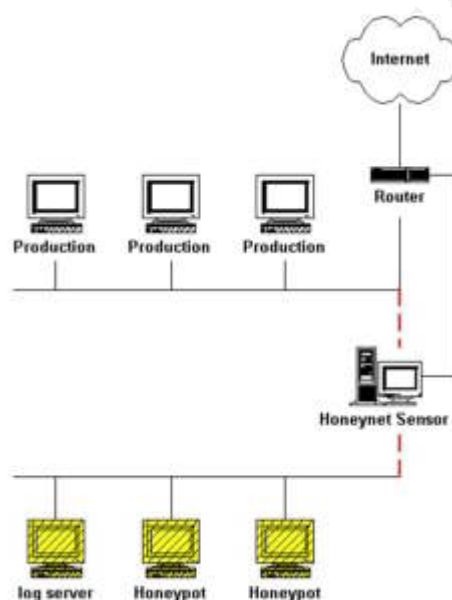 Internet
Router
Production Production Production
Honeynet Sensor
log server Honeypot Honeypot